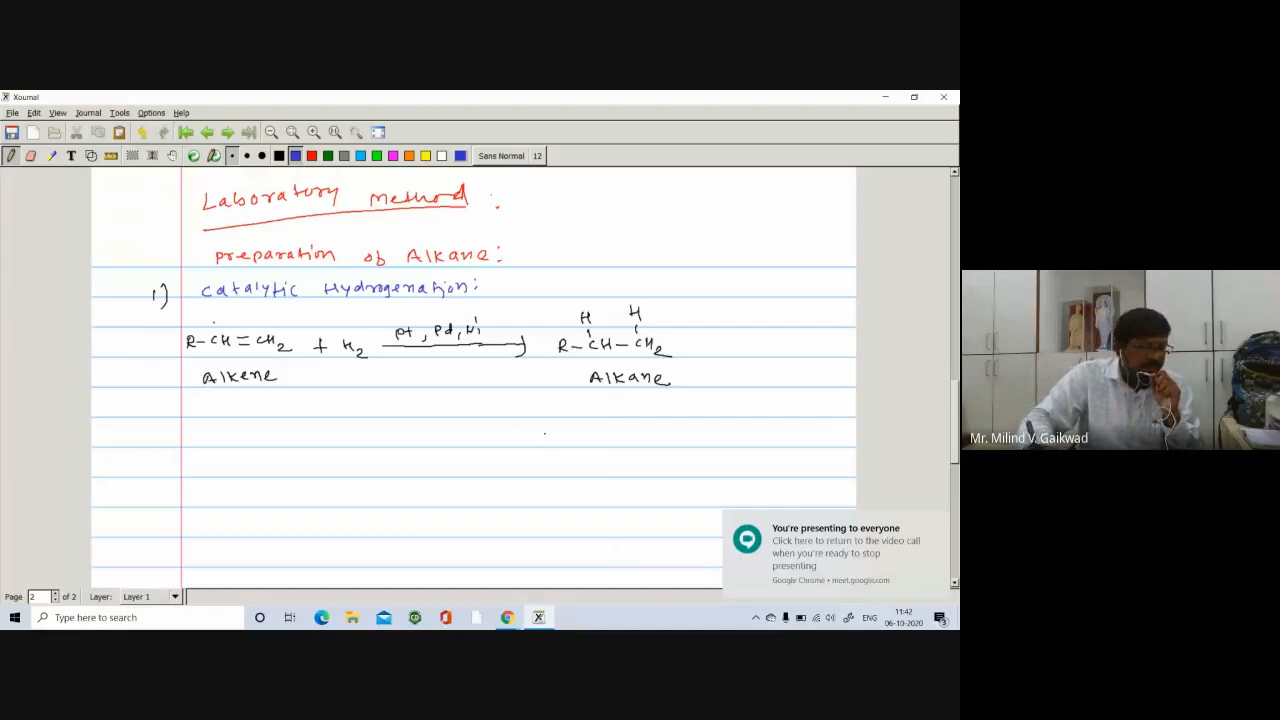 Xournal
File Edit View Journal Tools Options Help
Sans Normal 12
Laboratory Method :
preparation of Alkane:
1) Catalytic Hydrogenation:
H H
R-CH=CH2 + H2 Pt, Pd, Ni R-CH-CH2
Alkene Alkane
Mr. Milind V. Gaikwad
You're presenting to everyone
Click here to return to the video call
when you're ready to stop
presenting
Google Chrome • meet.google.com
Page 2 of 2 Layer: Layer 1
Type here to search
ENG
11:42
06-10-2020
3